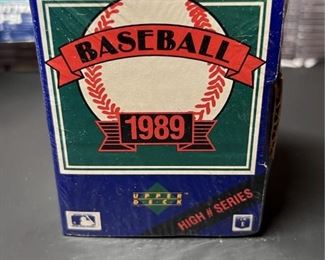 BASEBALL
1989
UPPER
DECK
HIGH # SERIES